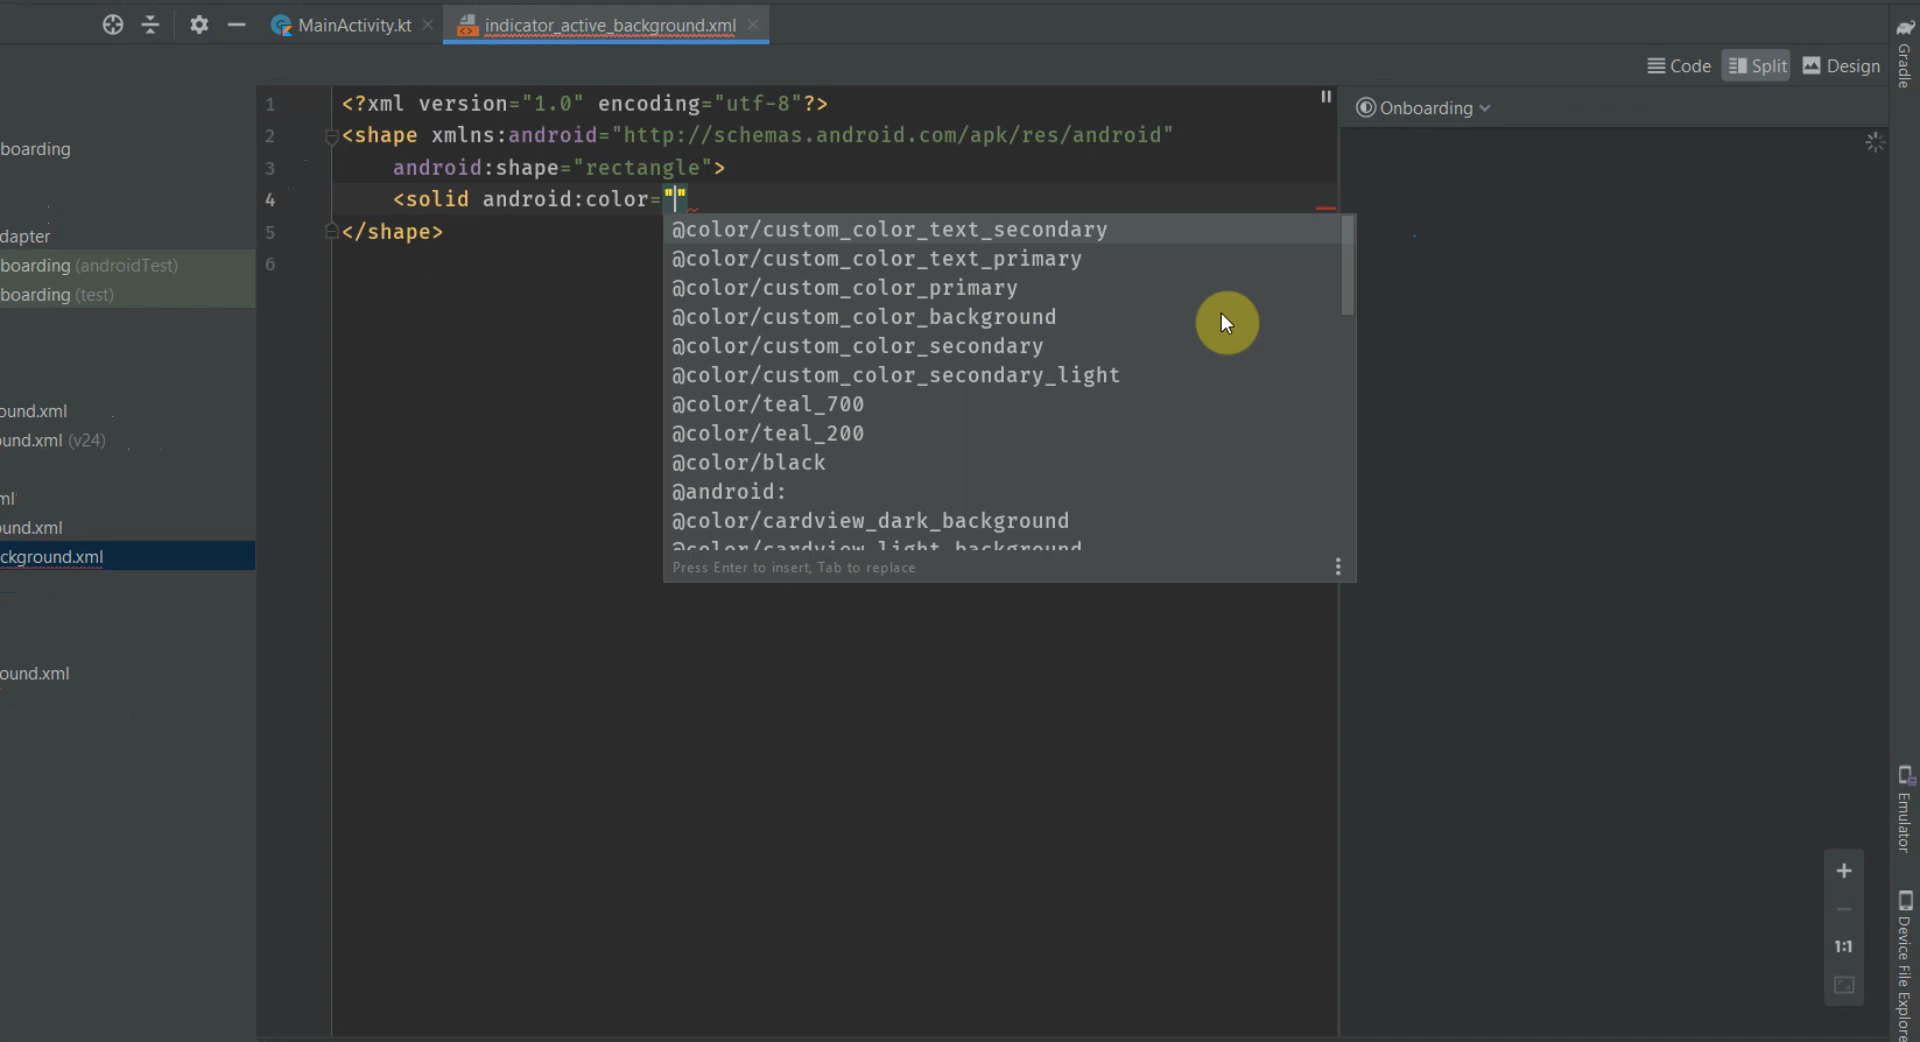 MainActivity.kt
indicator_active_background.xml
Code
Split
Design
Gradle
Onboarding
boarding
dapter
boarding (androidTest)
boarding (test)
ound.xml
ound.xml (v24)
ml
ound.xml
ckground.xml
ound.xml
1 <?xml version="1.0" encoding="utf-8"?>
2 <shape xmlns:android="http://schemas.android.com/apk/res/android"
3 android:shape="rectangle">
4 <solid android:color=""
5 </shape>
6
@color/custom_color_text_secondary
@color/custom_color_text_primary
@color/custom_color_primary
@color/custom_color_background
@color/custom_color_secondary
@color/custom_color_secondary_light
@color/teal_700
@color/teal_200
@color/black
@android:
@color/cardview_dark_background
@color/cardview_light_background
Press Enter to insert, Tab to replace
Emulator
1:1
Device File Explore